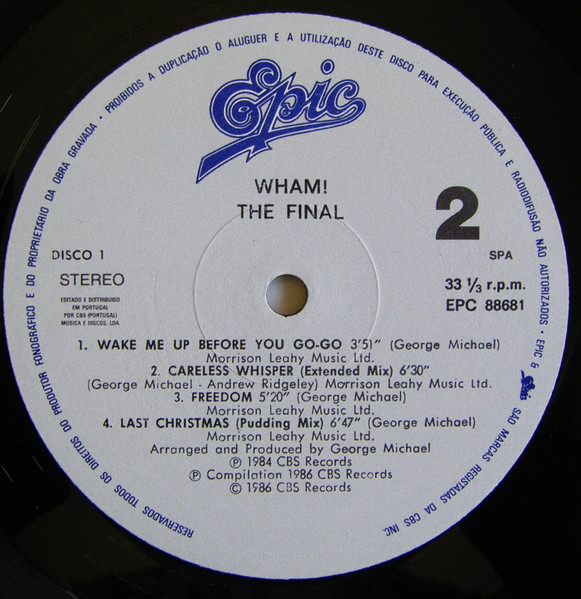 RESERVADOS TODOS OS DIREITOS DO PRODUTOR FONOGRÁFICO E DO PROPRIETÁRIO DA OBRA GRAVADA • PROIBIDOS A DUPLICAÇÃO O ALUGUER E A UTILIZAÇÃO DESTE DISCO PARA EXECUÇÃO PÚBLICA E RADIODIFUSÃO NÃO AUTORIZADOS • EPIC & Epic SÃO MARCAS REGISTADAS DA CBS INC.
Epic
WHAM!
THE FINAL
2
DISCO 1
SPA
STEREO
33 ⅓ r.p.m.
EPC 88681
EDITADO E DISTRIBUIDO
EM PORTUGAL
POR CBS (PORTUGAL)
MÚSICA E DISCOS, LDA.
1. WAKE ME UP BEFORE YOU GO-GO 3'51" (George Michael)
Morrison Leahy Music Ltd.
2. CARELESS WHISPER (Extended Mix) 6'30"
(George Michael - Andrew Ridgeley) Morrison Leahy Music Ltd.
3. FREEDOM 5'20" (George Michael)
Morrison Leahy Music Ltd.
4. LAST CHRISTMAS (Pudding Mix) 6'47" (George Michael)
Morrison Leahy Music Ltd.
Arranged and Produced by George Michael
℗ 1984 CBS Records
℗ Compilation 1986 CBS Records
© 1986 CBS Records